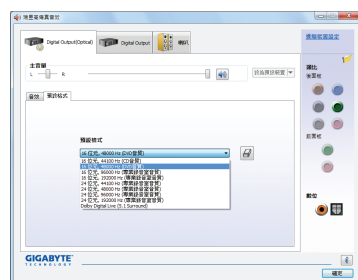 瑞昱高傳真音效
Digital Output(Optical)
Digital Output
喇叭
進階裝置設定
主音量
L
R
設為預設裝置
類比
後面板
音效
預設格式
前面板
預設格式
16 位元, 48000 Hz (DVD音質)
16 位元, 44100 Hz (CD音質)
16 位元, 48000 Hz (DVD音質)
16 位元, 96000 Hz (專業錄音室音質)
16 位元, 192000 Hz (專業錄音室音質)
24 位元, 44100 Hz (專業錄音室音質)
24 位元, 48000 Hz (專業錄音室音質)
24 位元, 96000 Hz (專業錄音室音質)
24 位元, 192000 Hz (專業錄音室音質)
Dolby Digital Live (5.1 Surround)
數位
GIGABYTE
TECHNOLOGY
i
確定